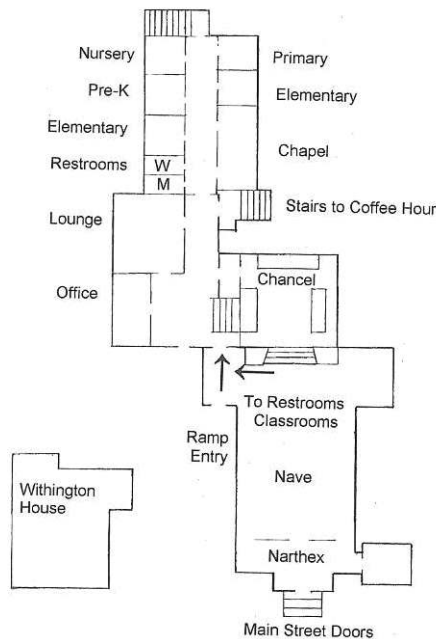 Nursery
Primary
Pre-K
Elementary
Elementary
Restrooms
W
M
Chapel
Lounge
Stairs to Coffee Hour
Office
Chancel
To Restrooms
Classrooms
Ramp
Entry
Nave
Withington
House
Narthex
Main Street Doors